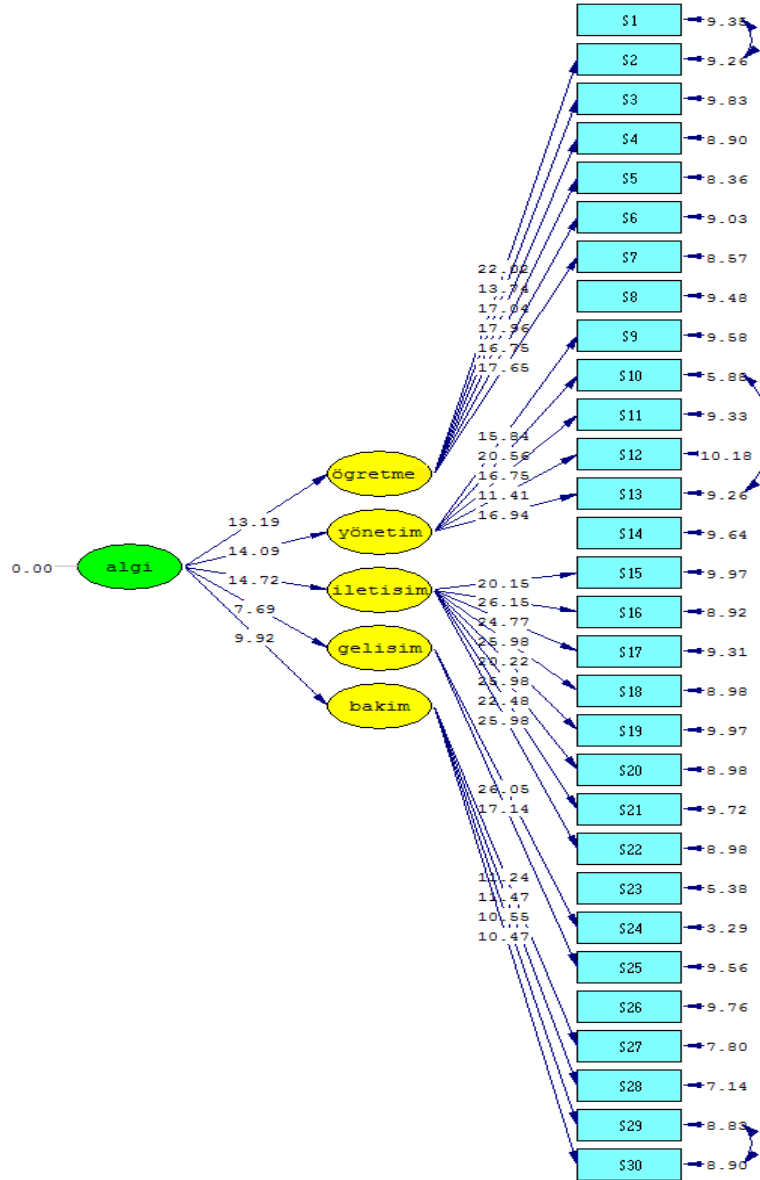 S1 9.35
S2 9.26
S3 9.83
S4 8.90
S5 8.36
S6 9.03
S7 8.57
S8 9.48
S9 9.58
S10 5.88
S11 9.33
S12 10.18
S13 9.26
S14 9.64
S15 9.97
S16 8.92
S17 9.31
S18 8.98
S19 9.97
S20 8.98
S21 9.72
S22 8.98
S23 5.38
S24 3.29
S25 9.56
S26 9.76
S27 7.80
S28 7.14
S29 8.83
S30 8.90
22.02
13.74
17.04
17.96
16.75
17.65
15.84
20.56
16.75
11.41
16.94
20.15
26.15
24.77
25.98
20.22
25.98
22.48
25.98
26.05
17.14
11.24
11.47
10.55
10.47
ögretme
yönetim
iletisim
gelisim
bakim
13.19
14.09
14.72
7.69
9.92
0.00
algi